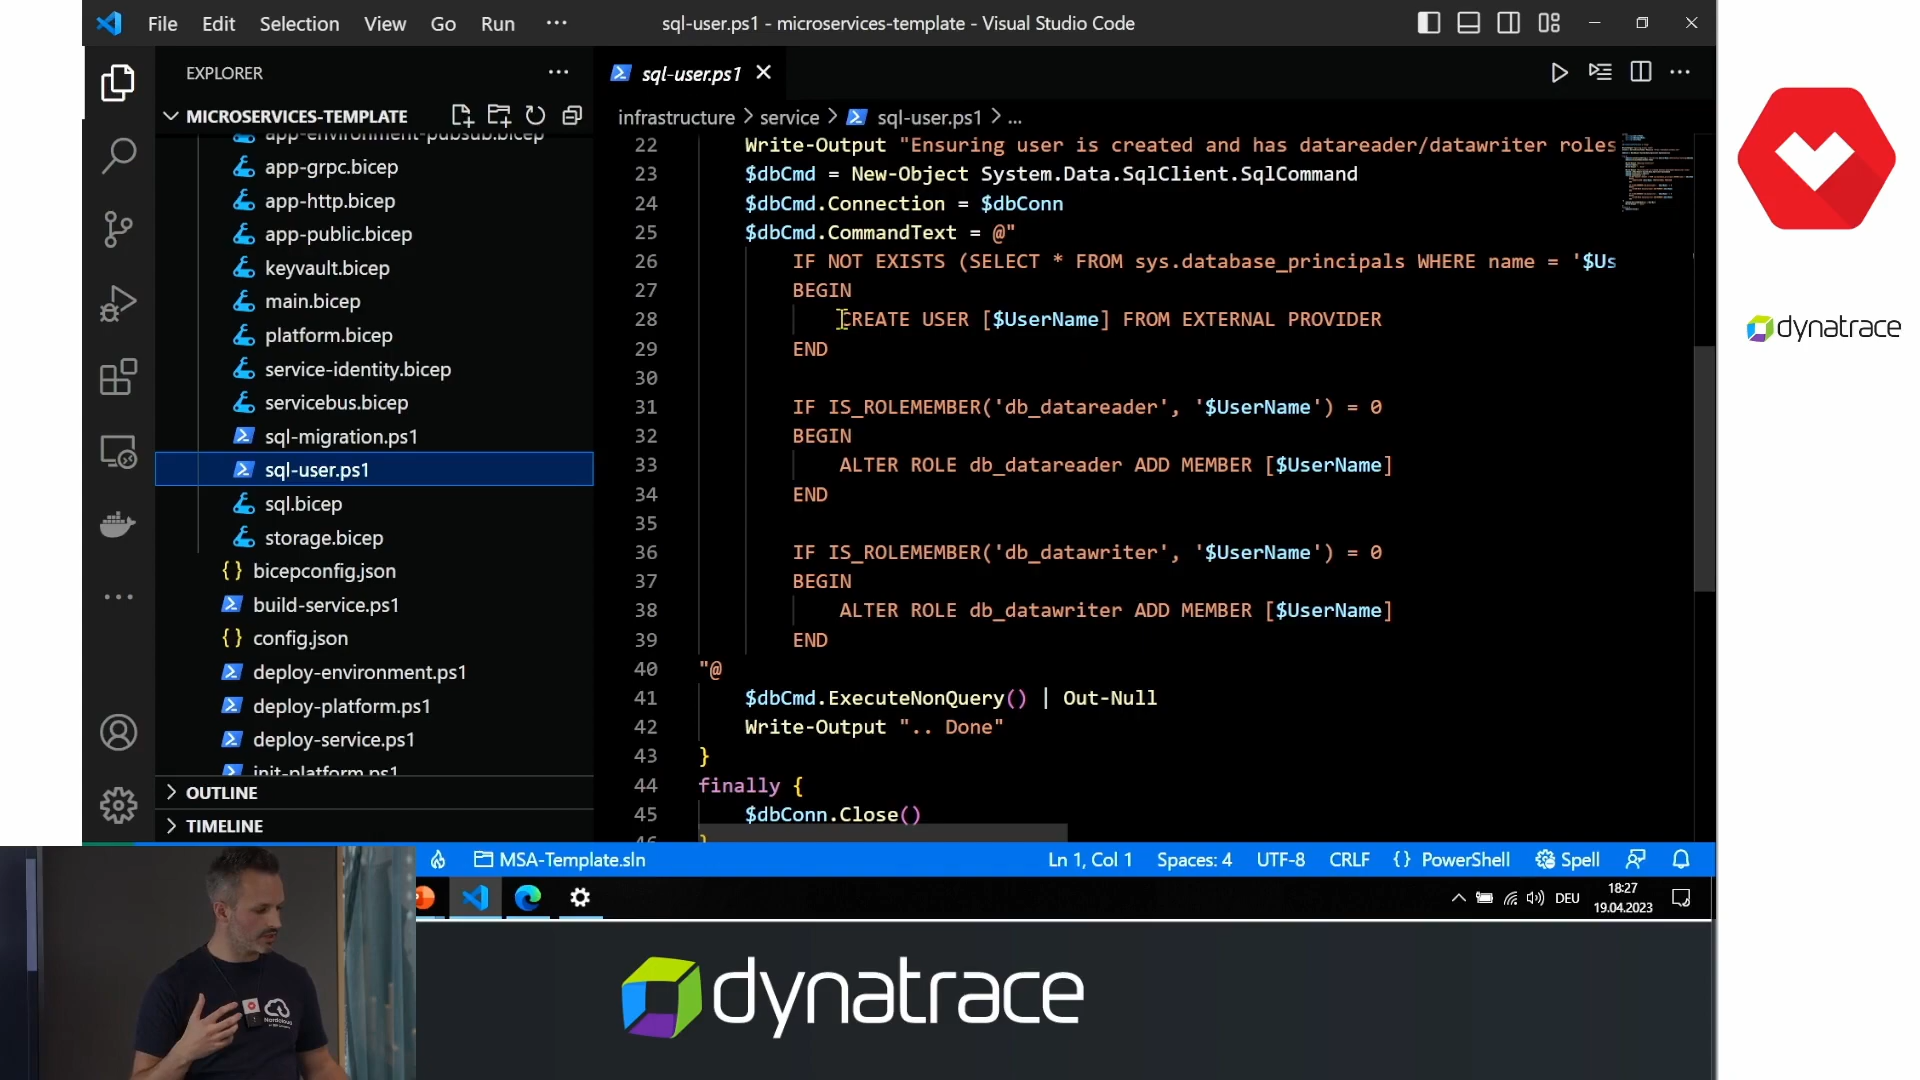 File Edit Selection View Go Run ···
sql-user.ps1 - microservices-template - Visual Studio Code
EXPLORER
MICROSERVICES-TEMPLATE
app-environment-pubsub.bicep
app-grpc.bicep
app-http.bicep
app-public.bicep
keyvault.bicep
main.bicep
platform.bicep
service-identity.bicep
servicebus.bicep
sql-migration.ps1
sql-user.ps1
sql.bicep
storage.bicep
{} bicepconfig.json
build-service.ps1
{} config.json
deploy-environment.ps1
deploy-platform.ps1
deploy-service.ps1
init-platform.ps1
OUTLINE
TIMELINE
sql-user.ps1
infrastructure > service > sql-user.ps1 > ...
22 Write-Output "Ensuring user is created and has datareader/datawriter roles
23 $dbCmd = New-Object System.Data.SqlClient.SqlCommand
24 $dbCmd.Connection = $dbConn
25 $dbCmd.CommandText = @"
26 IF NOT EXISTS (SELECT * FROM sys.database_principals WHERE name = '$Us
27 BEGIN
28 CREATE USER [$UserName] FROM EXTERNAL PROVIDER
29 END
30
31 IF IS_ROLEMEMBER('db_datareader', '$UserName') = 0
32 BEGIN
33 ALTER ROLE db_datareader ADD MEMBER [$UserName]
34 END
35
36 IF IS_ROLEMEMBER('db_datawriter', '$UserName') = 0
37 BEGIN
38 ALTER ROLE db_datawriter ADD MEMBER [$UserName]
39 END
40 "@
41 $dbCmd.ExecuteNonQuery() | Out-Null
42 Write-Output ".. Done"
43 }
44 finally {
45 $dbConn.Close()
46 }
MSA-Template.sln
Ln 1, Col 1 Spaces: 4 UTF-8 CRLF {} PowerShell Spell
DEU
18:27
19.04.2023
dynatrace
dynatrace
Nordcloud